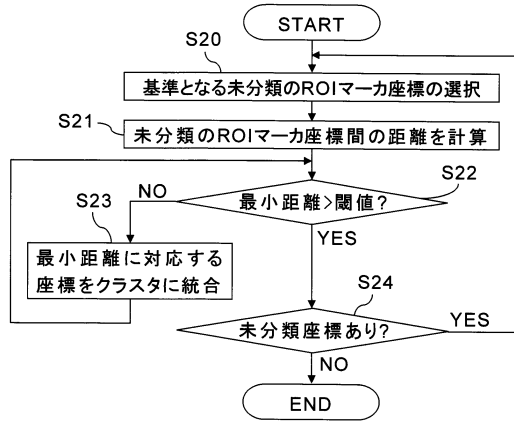 START
S20
基準となる未分類のROIマーカ座標の選択
S21
未分類のROIマーカ座標間の距離を計算
S22
最小距離>閾値?
NO
YES
S23
最小距離に対応する
座標をクラスタに統合
S24
未分類座標あり?
YES
NO
END